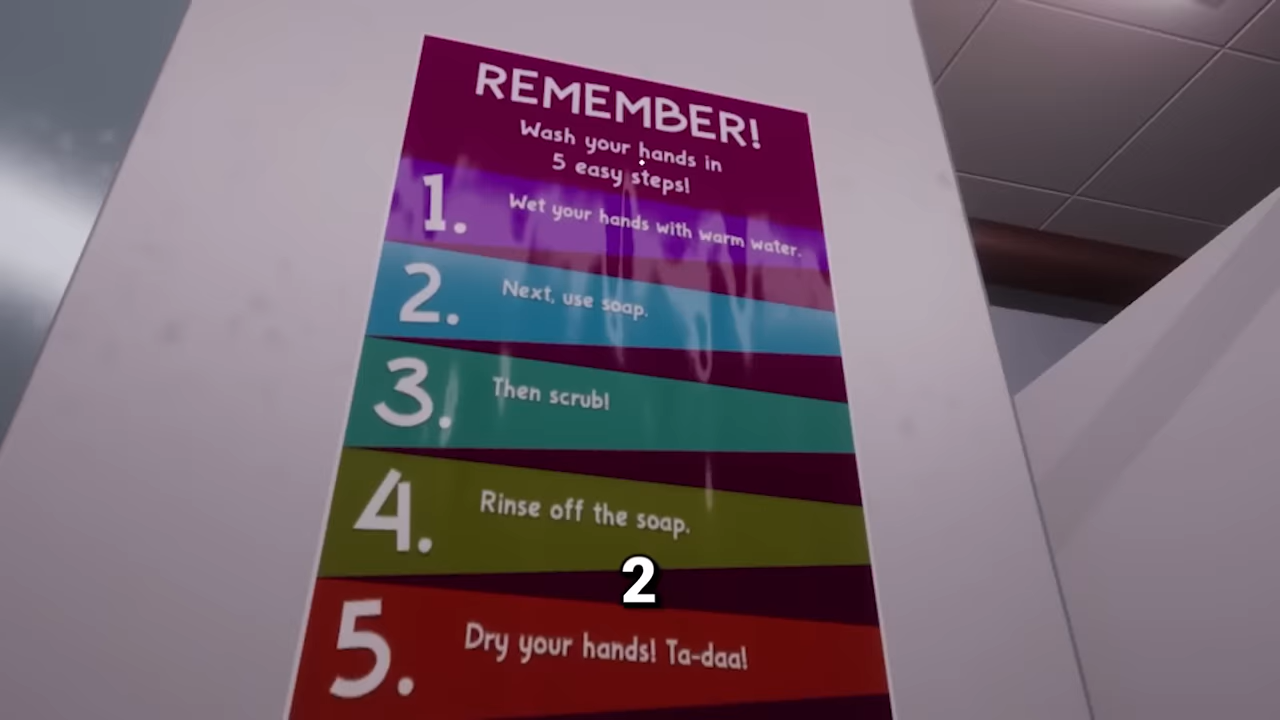 REMEMBER!
Wash your hands in
5 easy steps!
1. Wet your hands with warm water.
2. Next, use soap.
3. Then scrub!
4. Rinse off the soap.
2
5. Dry your hands! Ta-daa!